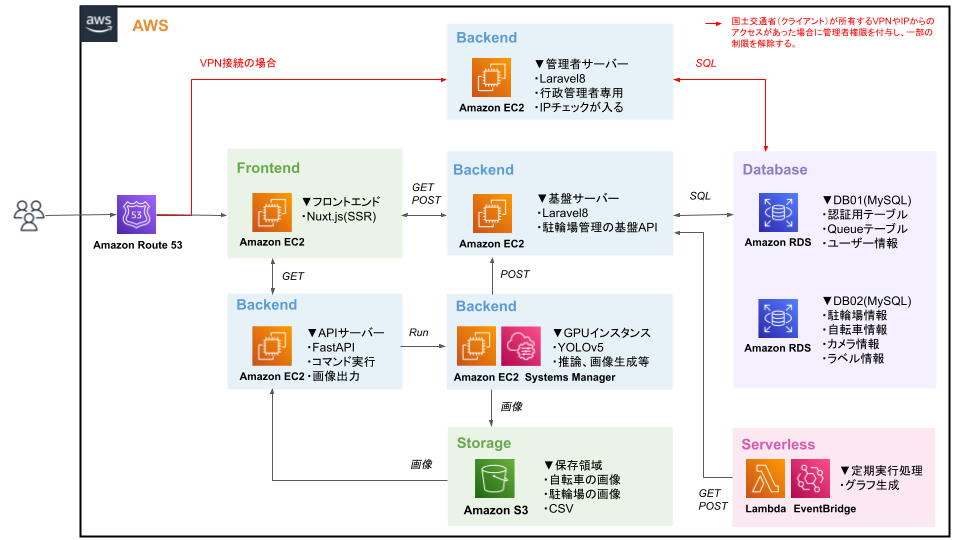 aws
AWS
国土交通省(クライアント)が所有するVPNやIPからの
アクセスがあった場合に管理者権限を付与し、一部の
制限を解除する。
VPN接続の場合
Backend
▼管理者サーバー
・Laravel8
・行政管理者専用
・IPチェックが入る
Amazon EC2
SQL
Frontend
▼フロントエンド
・Nuxt.js(SSR)
Amazon EC2
GET
POST
Backend
▼基盤サーバー
・Laravel8
・駐輪場管理の基盤API
Amazon EC2
SQL
Database
▼DB01(MySQL)
・認証用テーブル
・Queueテーブル
・ユーザー情報
Amazon RDS
▼DB02(MySQL)
・駐輪場情報
・自転車情報
・カメラ情報
・ラベル情報
Amazon RDS
53
Amazon Route 53
GET
POST
Backend
▼APIサーバー
・FastAPI
・コマンド実行
・画像出力
Amazon EC2
Run
Backend
▼GPUインスタンス
・YOLOv5
・推論、画像生成等
Amazon EC2
Systems Manager
画像
画像
Storage
▼保存領域
・自転車の画像
・駐輪場の画像
・CSV
Amazon S3
GET
POST
Serverless
▼定期実行処理
・グラフ生成
Lambda
EventBridge